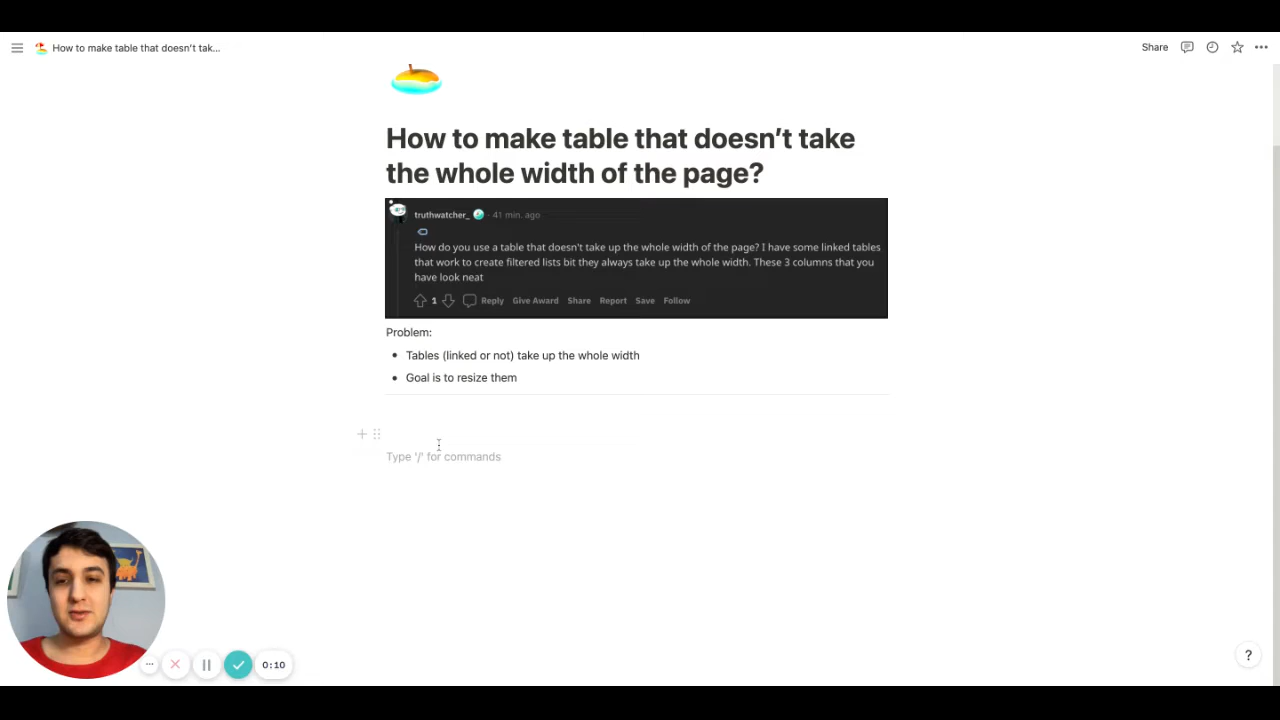 How to make table that doesn't tak...
Share
How to make table that doesn't take
the whole width of the page?
truthwatcher_ · 41 min. ago
How do you use a table that doesn't take up the whole width of the page? I have some linked tables
that work to create filtered lists bit they always take up the whole width. These 3 columns that you
have look neat
1 Reply Give Award Share Report Save Follow
Problem:
• Tables (linked or not) take up the whole width
• Goal is to resize them
Type '/' for commands
0:10
?